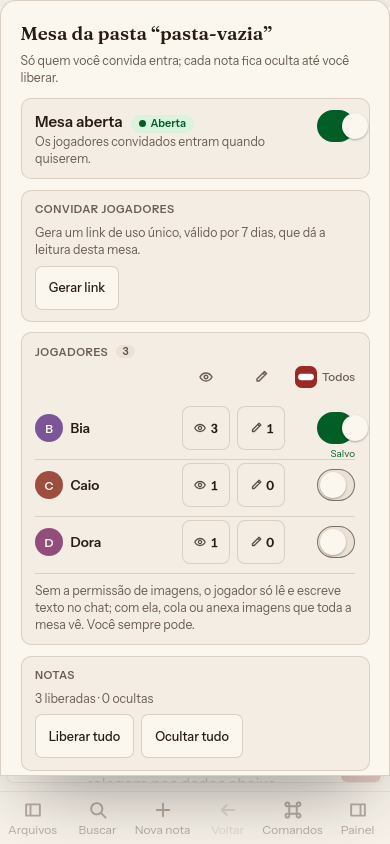 Mesa da pasta “pasta-vazia”
Só quem você convida entra; cada nota fica oculta até você
liberar.
Mesa aberta Aberta
Os jogadores convidados entram quando
quiserem.
CONVIDAR JOGADORES
Gera um link de uso único, válido por 7 dias, que dá a
leitura desta mesa.
Gerar link
JOGADORES 3
Todos
B Bia 3 1
Salvo
C Caio 1 0
D Dora 1 0
Sem a permissão de imagens, o jogador só lê e escreve
texto no chat; com ela, cola ou anexa imagens que toda a
mesa vê. Você sempre pode.
NOTAS
3 liberadas · 0 ocultas
Liberar tudo Ocultar tudo
Arquivos Buscar Nova nota Voltar Comandos Painel